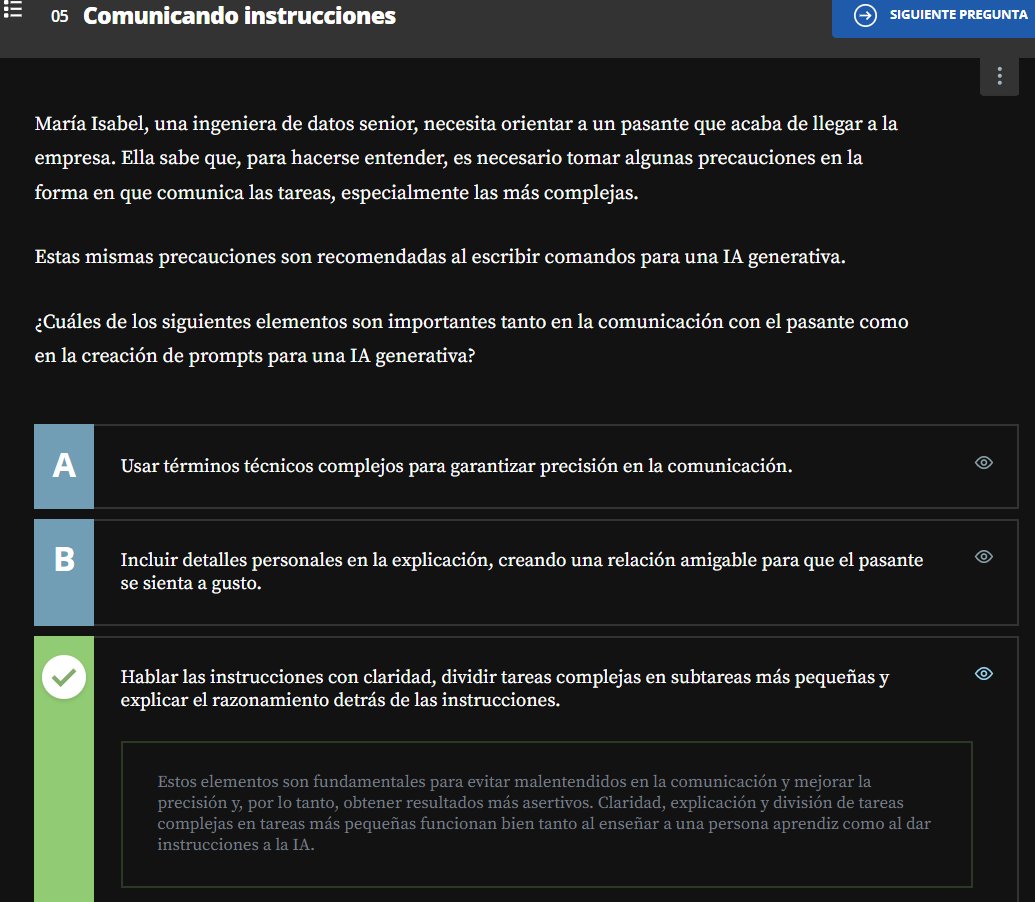 05 Comunicando instrucciones
SIGUIENTE PREGUNTA
María Isabel, una ingeniera de datos senior, necesita orientar a un pasante que acaba de llegar a la
empresa. Ella sabe que, para hacerse entender, es necesario tomar algunas precauciones en la
forma en que comunica las tareas, especialmente las más complejas.
Estas mismas precauciones son recomendadas al escribir comandos para una IA generativa.
¿Cuáles de los siguientes elementos son importantes tanto en la comunicación con el pasante como
en la creación de prompts para una IA generativa?
A
Usar términos técnicos complejos para garantizar precisión en la comunicación.
B
Incluir detalles personales en la explicación, creando una relación amigable para que el pasante
se sienta a gusto.
Hablar las instrucciones con claridad, dividir tareas complejas en subtareas más pequeñas y
explicar el razonamiento detrás de las instrucciones.
Estos elementos son fundamentales para evitar malentendidos en la comunicación y mejorar la
precisión y, por lo tanto, obtener resultados más asertivos. Claridad, explicación y división de tareas
complejas en tareas más pequeñas funcionan bien tanto al enseñar a una persona aprendiz como al dar
instrucciones a la IA.